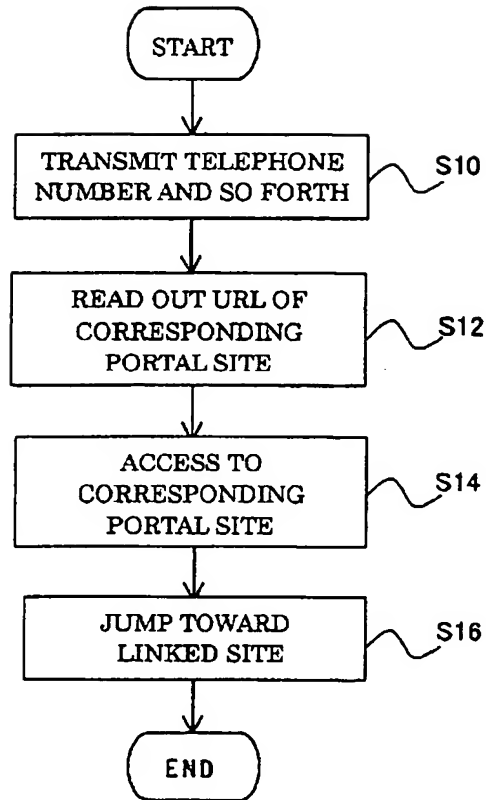 START
TRANSMIT TELEPHONE
NUMBER AND SO FORTH
S10
READ OUT URL OF
CORRESPONDING
PORTAL SITE
S12
ACCESS TO
CORRESPONDING
PORTAL SITE
S14
JUMP TOWARD
LINKED SITE
S16
END